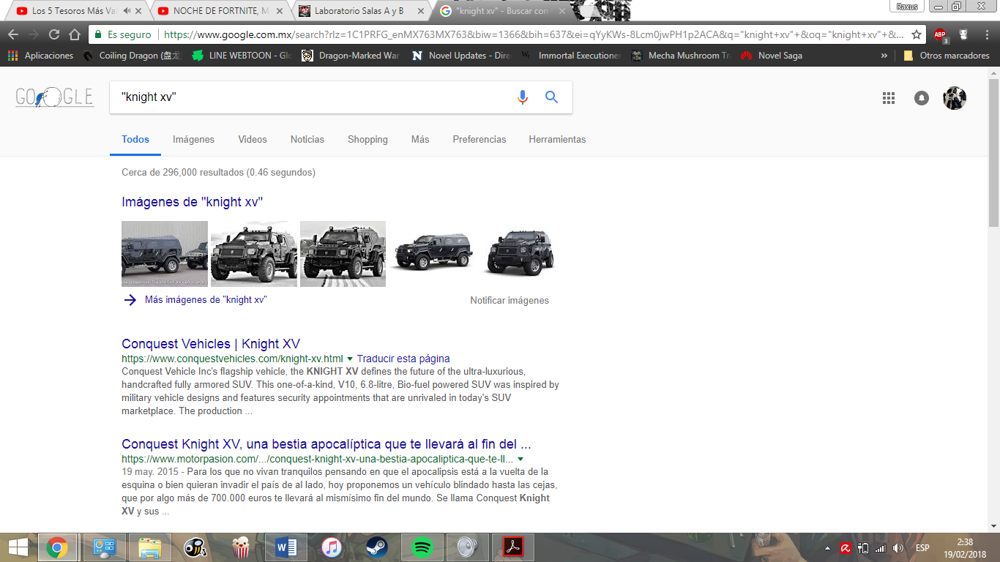 Los 5 Tesoros Más Va
NOCHE DE FORTNITE, M
Laboratorio Salas A y B
"knight xv" - Buscar con
Raxus
Es seguro
https://www.google.com.mx/search?rlz=1C1PRFG_enMX763MX763&biw=1366&bih=637&ei=qYyKWs-8Lcm0jwPH1p2ACA&q="knight+xv"+&oq="knight+xv"+&...
ABP
3
Aplicaciones
Coiling Dragon (盘龙
LINE WEBTOON - Glo
Dragon-Marked War
Novel Updates - Dire
Immortal Executioner
Mecha Mushroom Tra
Novel Saga
»
Otros marcadores
GOOGLE
"knight xv"
Todos
Imágenes
Videos
Noticias
Shopping
Más
Preferencias
Herramientas
Cerca de 296,000 resultados (0.46 segundos)
Imágenes de "knight xv"
Más imágenes de "knight xv"
Notificar imágenes
Conquest Vehicles | Knight XV
https://www.conquestvehicles.com/knight-xv.html
Traducir esta página
Conquest Vehicle Inc's flagship vehicle, the KNIGHT XV defines the future of the ultra-luxurious,
handcrafted fully armored SUV. This one-of-a-kind, V10, 6.8-litre, Bio-fuel powered SUV was inspired by
military vehicle designs and features security appointments that are unrivaled in today's SUV
marketplace. The production ...
Conquest Knight XV, una bestia apocalíptica que te llevará al fin del ...
https://www.motorpasion.com/.../conquest-knight-xv-una-bestia-apocaliptica-que-te-ll...
19 may. 2015 - Para los que no vivan tranquilos pensando en que el apocalipsis está a la vuelta de la
esquina o bien quieran invadir el país de al lado, hoy proponemos un vehículo blindado hasta las cejas,
que por algo más de 700.000 euros te llevará al mismísimo fin del mundo. Se llama Conquest Knight
XV y sus ...
ESP
2:38
19/02/2018